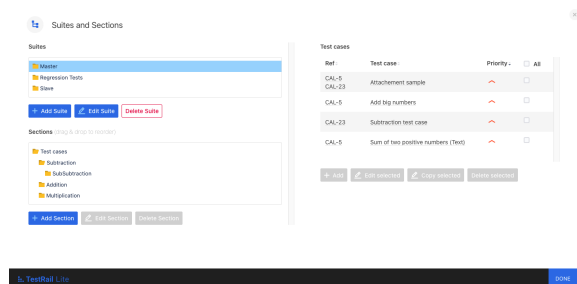 Suites and Sections
Suites
Master
Regression Tests
Slave
+ Add Suite Edit Suite Delete Suite
Sections (drag & drop to reorder)
Test cases
Subtraction
SubSubtraction
Addition
Multiplication
+ Add Section Edit Section Delete Section
Test cases
Ref Test case Priority All
CAL-5
CAL-23 Attachement sample
CAL-5 Add big numbers
CAL-23 Subtraction test case
CAL-5 Sum of two positive numbers (Text)
+ Add Edit selected Copy selected Delete selected
TestRail Lite DONE